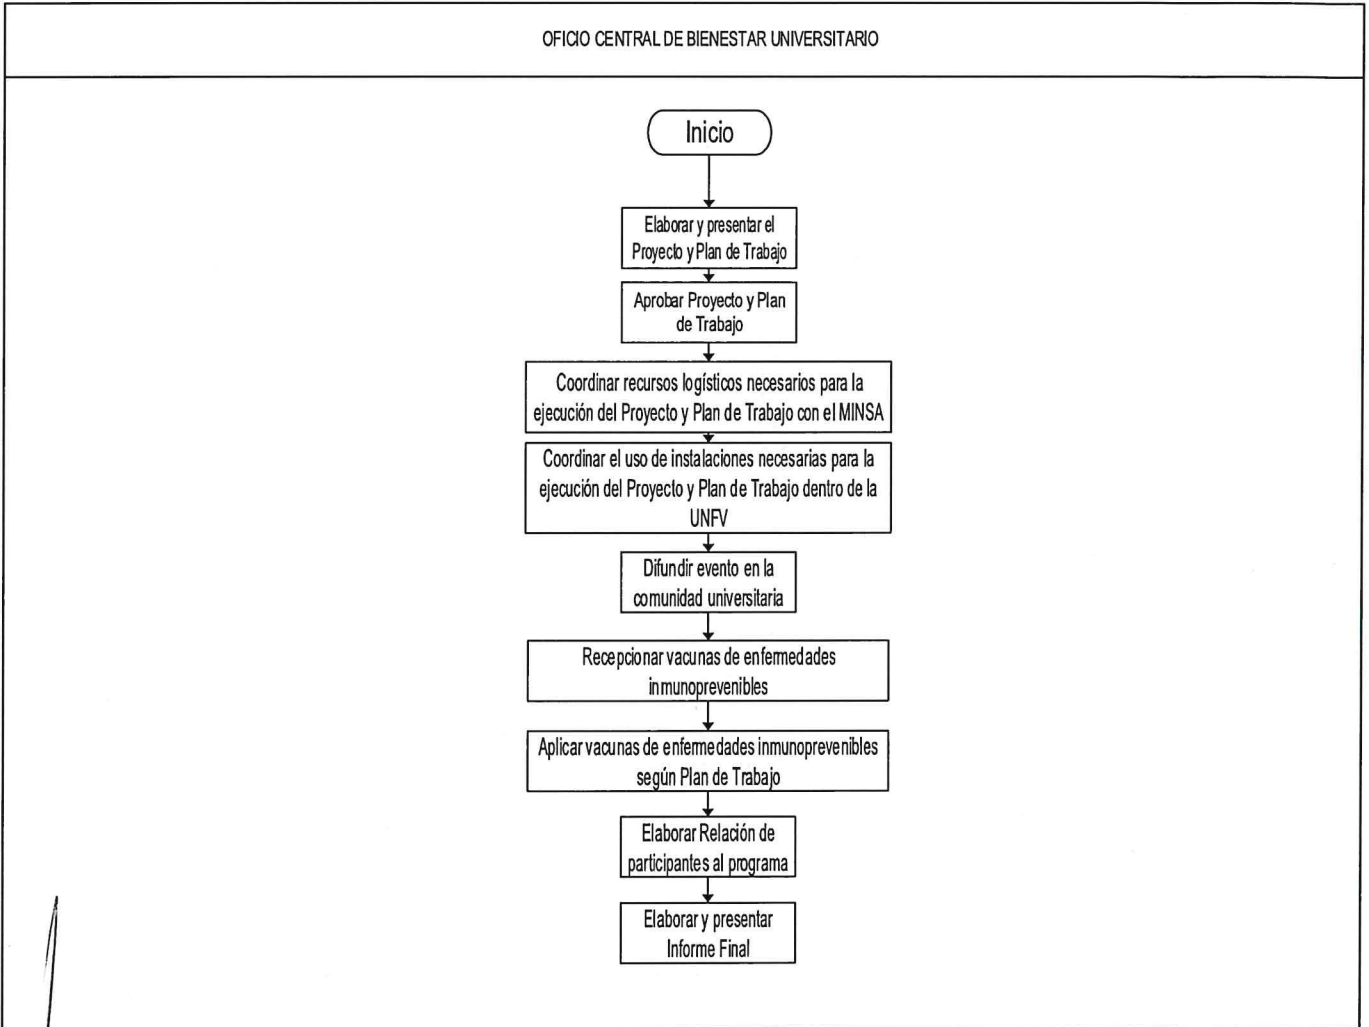 OFICIO CENTRAL DE BIENESTAR UNIVERSITARIO
Inicio
Elaborar y presentar el
Proyecto y Plan de Trabajo
Aprobar Proyecto y Plan
de Trabajo
Coordinar recursos logísticos necesarios para la
ejecución del Proyecto y Plan de Trabajo con el MINSA
Coordinar el uso de instalaciones necesarias para la
ejecución del Proyecto y Plan de Trabajo dentro de la
UNFV
Difundir evento en la
comunidad universitaria
Recepcionar vacunas de enfermedades
inmunoprevenibles
Aplicar vacunas de enfermedades inmunoprevenibles
según Plan de Trabajo
Elaborar Relación de
participantes al programa
Elaborar y presentar
Informe Final